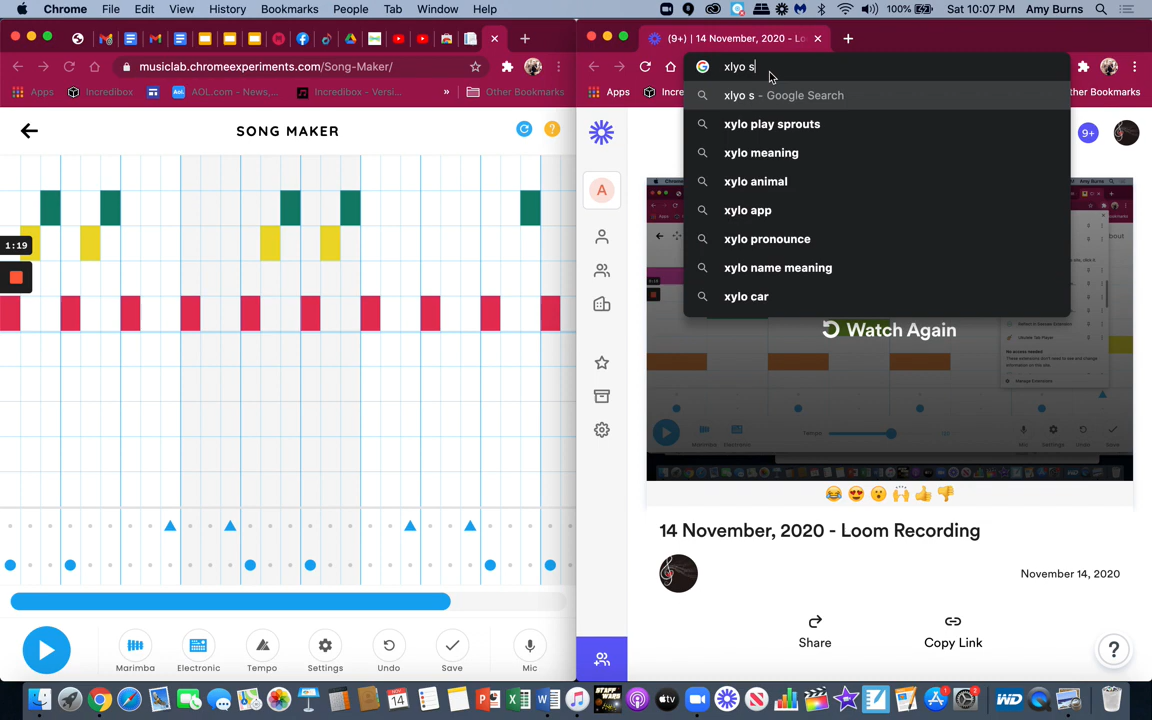 Chrome File Edit View History Bookmarks People Tab Window Help 100% Sat 10:07 PM Amy Burns
(9+) | 14 November, 2020 - Lo
musiclab.chromeexperiments.com/Song-Maker/
xlyo s
Apps Incredibox AOL.com - News,... Incredibox - Versi... » Other Bookmarks
Apps Incre ther Bookmarks
xlyo s - Google Search
xylo play sprouts
xylo meaning
xylo animal
xylo app
xylo pronounce
xylo name meaning
xylo car
SONG MAKER
?
9+
A
1:19
Watch Again
Marimba Electronic Tempo Settings Undo Save Mic
14 November, 2020 - Loom Recording
November 14, 2020
Share Copy Link
?